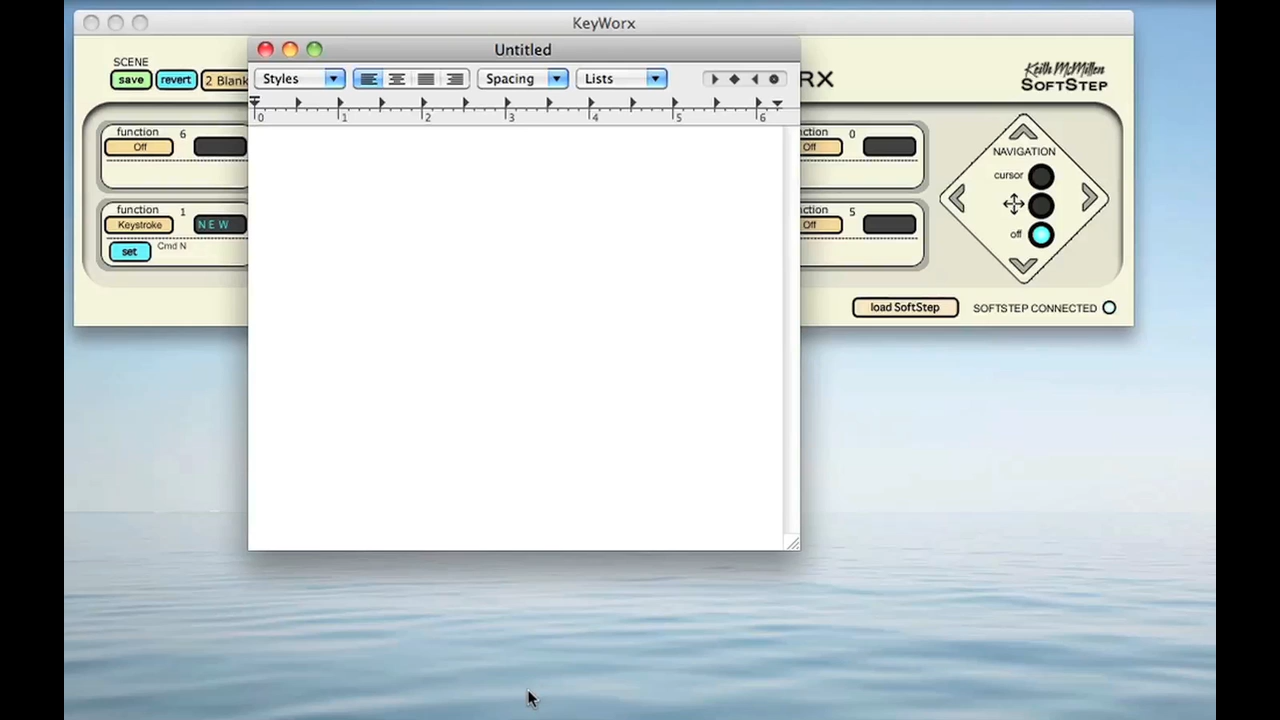 KeyWorx
Untitled
SCENE
save revert 2 Blank
Styles Spacing Lists
RX
Keith McMillen
SOFTSTEP
0 1 2 3 4 5 6
function 6
Off
ction 0
Off
NAVIGATION
cursor
off
function 1
Keystroke NEW
set Cmd N
ction 5
Off
load SoftStep SOFTSTEP CONNECTED